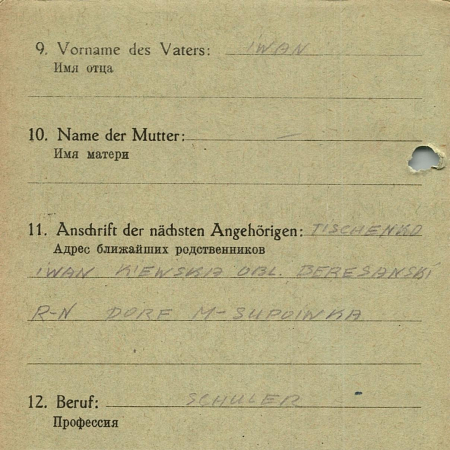 9. Vorname des Vaters: IWAN
Имя отца
10. Name der Mutter: —
Имя матери
11. Anschrift der nächsten Angehörigen: TISCHENKO
Адрес ближайших родственников
IWAN KIEWSKIA OBL. BERESANSKI
R-N DORF M-SUPOINKA
12. Beruf: SCHULER
Профессия